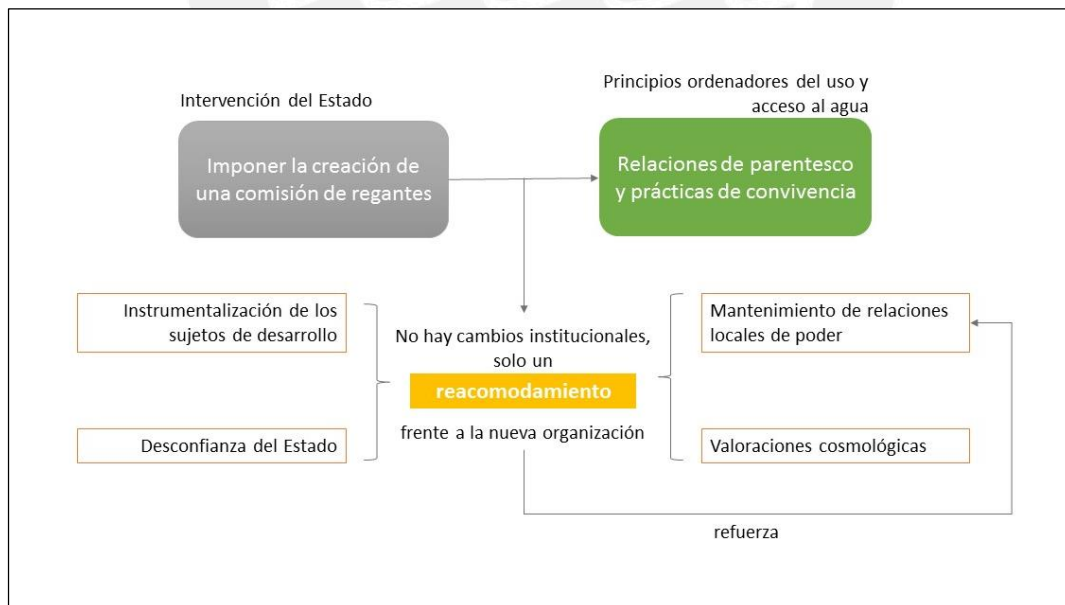 Intervención del Estado
Imponer la creación de
una comisión de regantes
Principios ordenadores del uso y
acceso al agua
Relaciones de parentesco
y prácticas de convivencia
Instrumentalización de los
sujetos de desarrollo
Desconfianza del Estado
No hay cambios institucionales,
solo un
reacomodamiento
frente a la nueva organización
Mantenimiento de relaciones
locales de poder
Valoraciones cosmológicas
refuerza